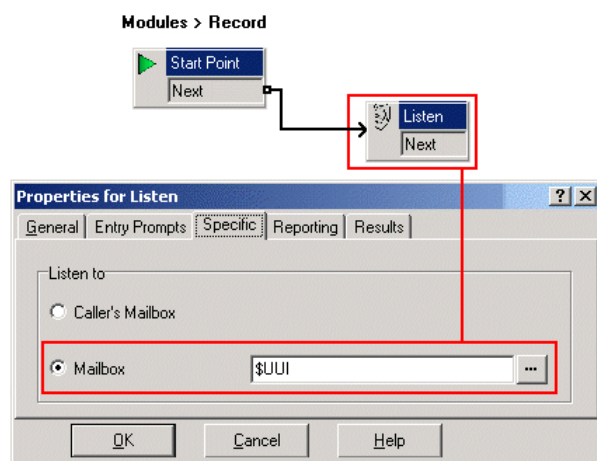 Modules > Record
Start Point
Next
Listen
Next
Properties for Listen
General Entry Prompts Specific Reporting Results
Listen to
Caller's Mailbox
Mailbox $UUI ...
OK Cancel Help